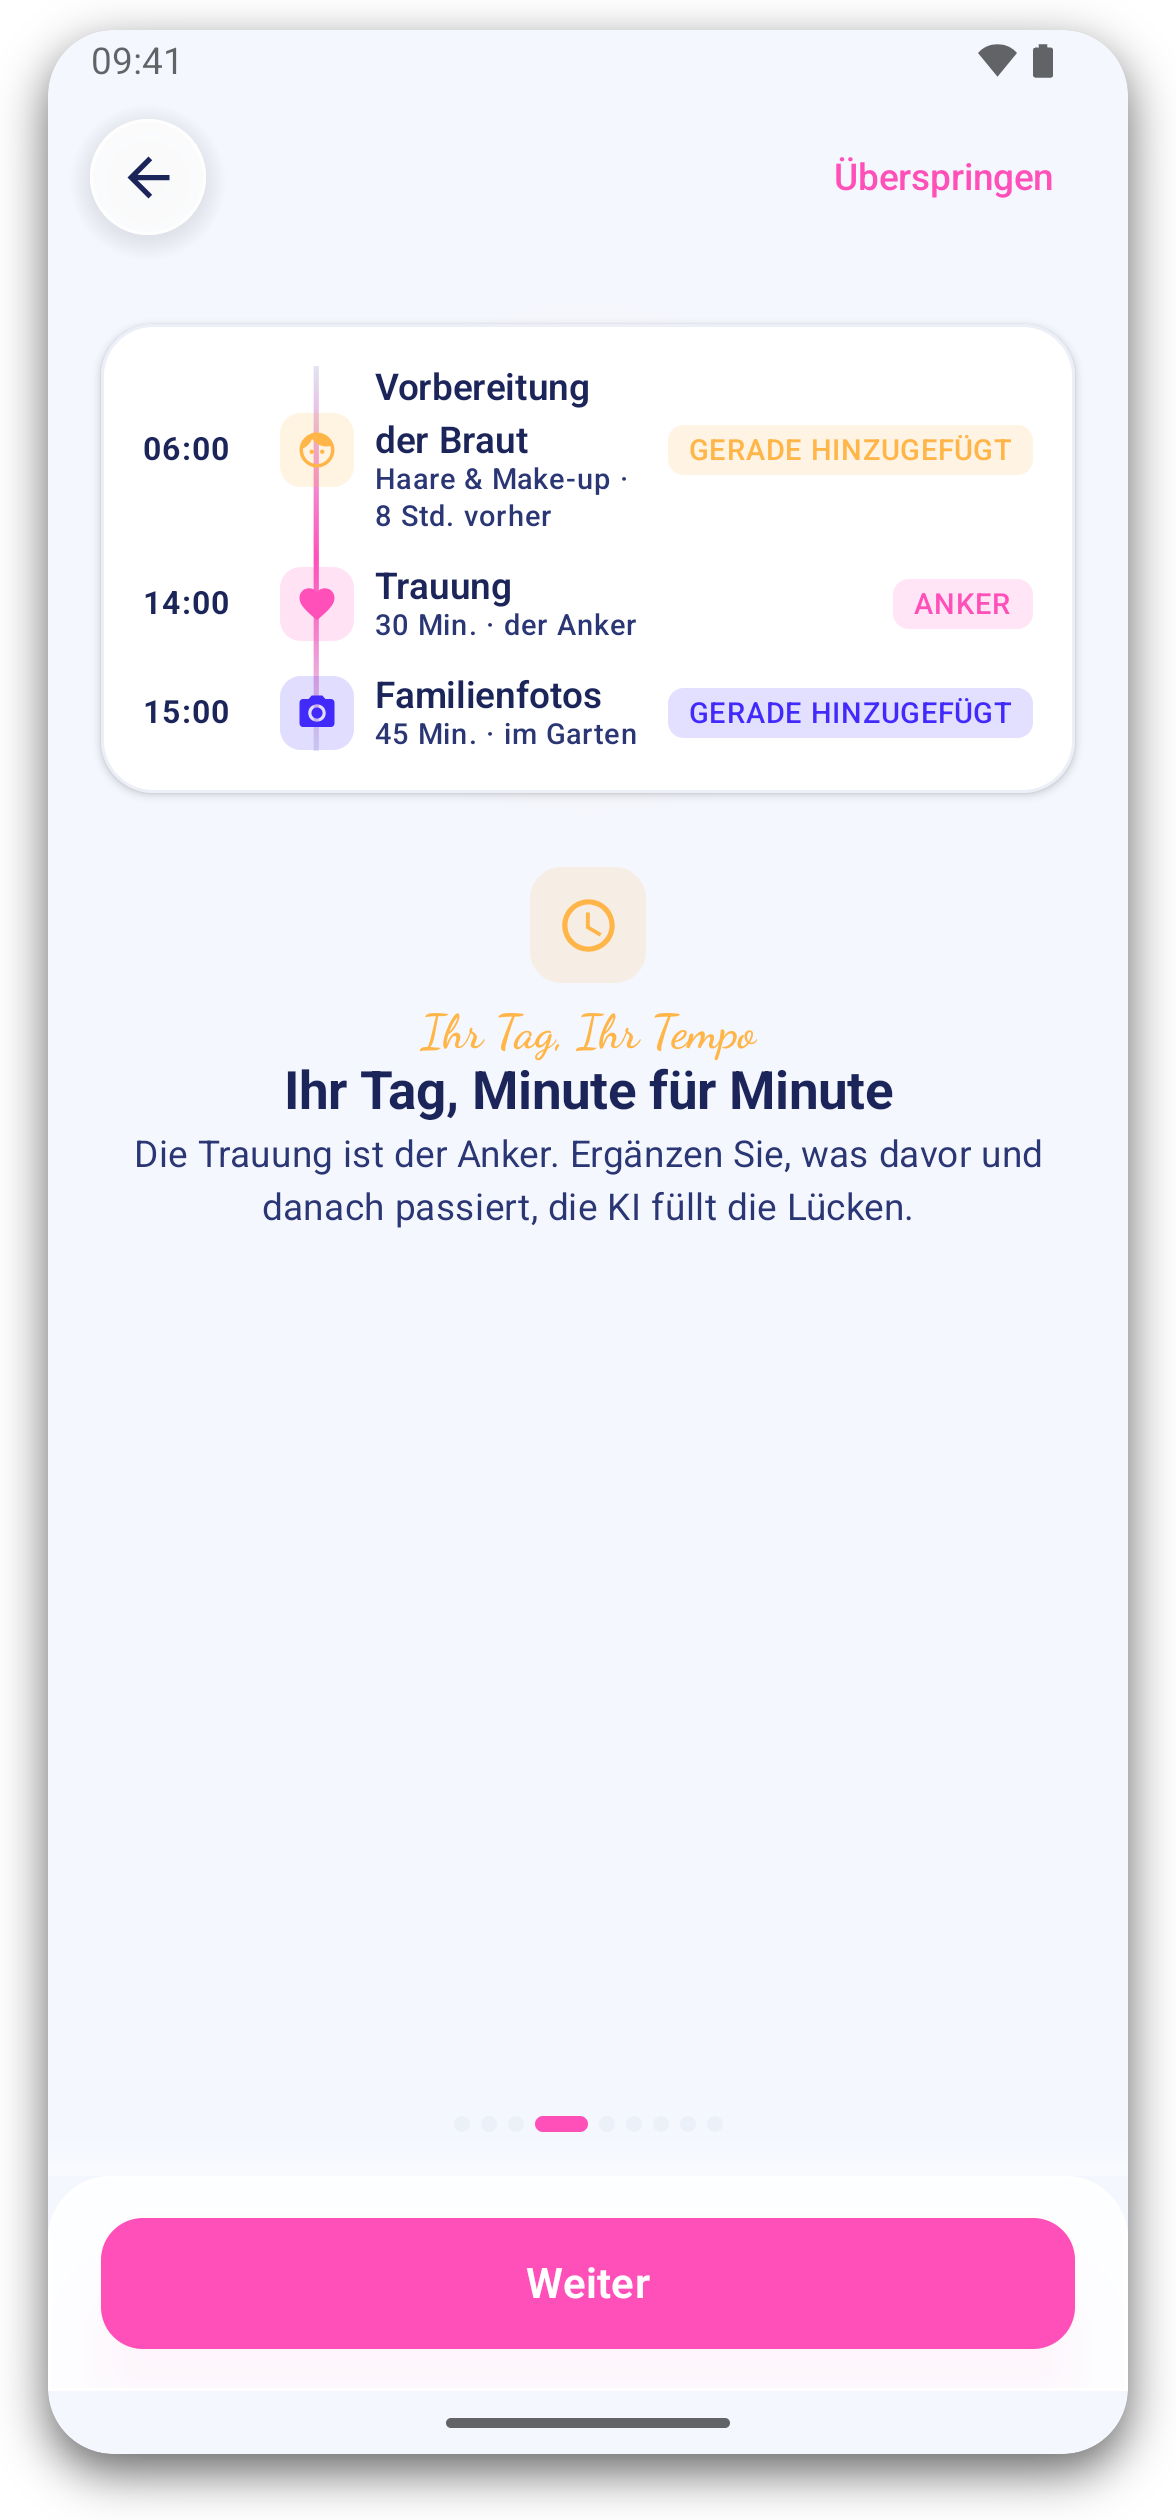 09:41
Überspringen
Vorbereitung
der Braut
06:00
GERADE HINZUGEFÜGT
Haare & Make-up ·
8 Std. vorher
14:00
Trauung
30 Min. · der Anker
ANKER
15:00
Familienfotos
45 Min. · im Garten
GERADE HINZUGEFÜGT
Ihr Tag, Ihr Tempo
Ihr Tag, Minute für Minute
Die Trauung ist der Anker. Ergänzen Sie, was davor und
danach passiert, die KI füllt die Lücken.
Weiter